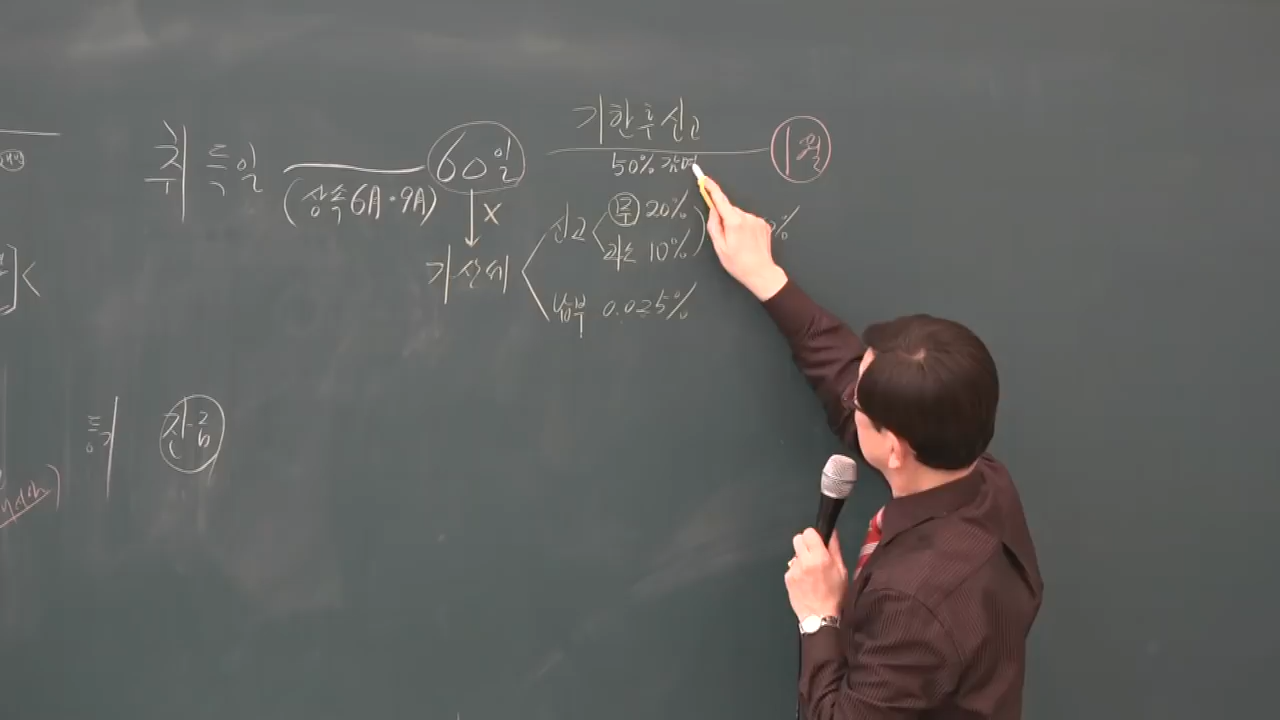 기한후신고
취득일 60일 50%감면 1월
(상속6月·9月) X
신고 무 20%
과소 10%
%
가산세
납부 0.025%
등